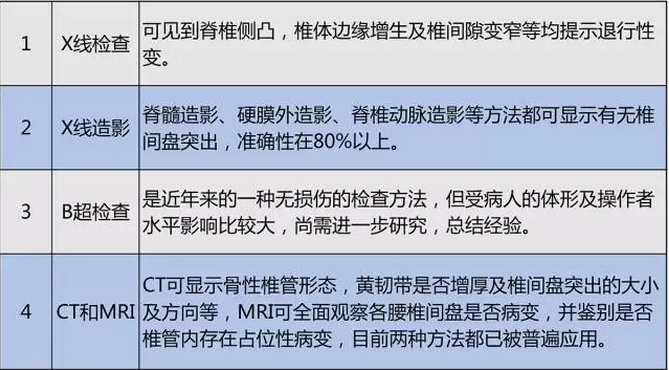 1 X线检查 可见到脊椎侧凸，椎体边缘增生及椎间隙变窄等均提示退行性
变。
2 X线造影 脊髓造影、硬膜外造影、脊椎动脉造影等方法都可显示有无椎
间盘突出，准确性在80%以上。
3 B超检查 是近年来的一种无损伤的检查方法，但受病人的体形及操作者
水平影响比较大，尚需进一步研究，总结经验。
4 CT和MRI CT可显示骨性椎管形态，黄韧带是否增厚及椎间盘突出的大小
及方向等，MRI可全面观察各腰椎间盘是否病变，并鉴别是否
椎管内存在占位性病变，目前两种方法都已被普遍应用。